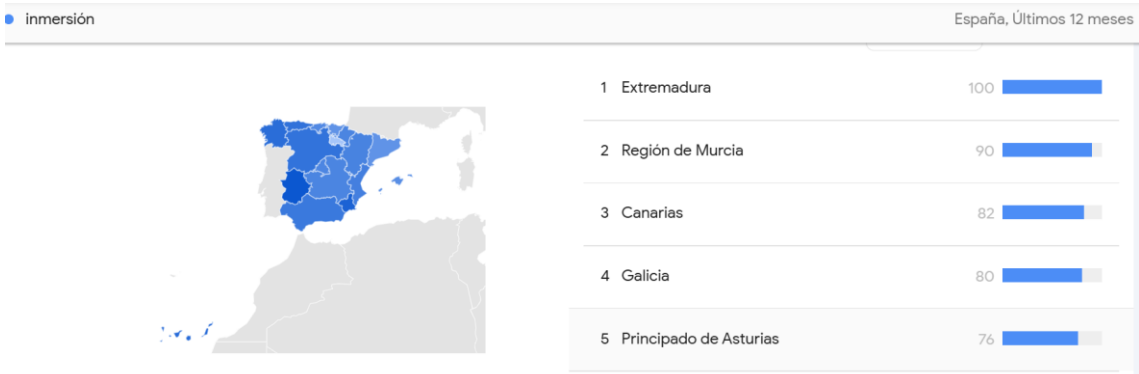 inmersión
España, Últimos 12 meses
1 Extremadura 100
2 Región de Murcia 90
3 Canarias 82
4 Galicia 80
5 Principado de Asturias 76